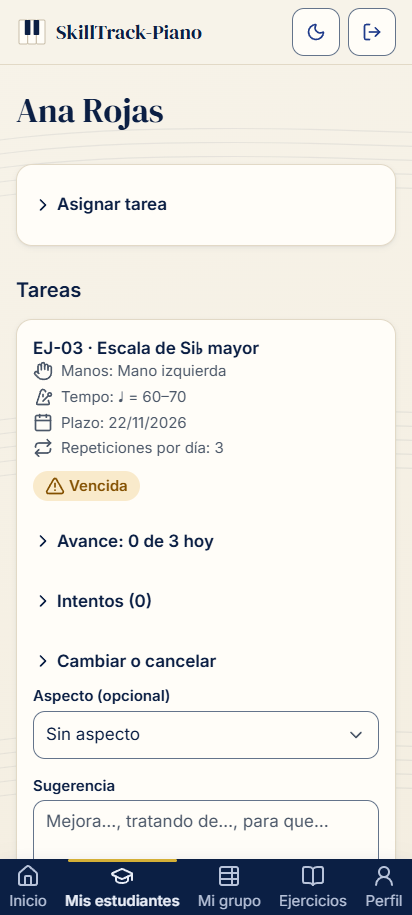 SkillTrack-Piano
Ana Rojas
Asignar tarea
Tareas
EJ-03 · Escala de Si♭ mayor
Manos: Mano izquierda
Tempo: ♩ = 60–70
Plazo: 22/11/2026
Repeticiones por día: 3
Vencida
Avance: 0 de 3 hoy
Intentos (0)
Cambiar o cancelar
Aspecto (opcional)
Sin aspecto
Sugerencia
Mejora..., tratando de..., para que...
Inicio
Mis estudiantes
Mi grupo
Ejercicios
Perfil